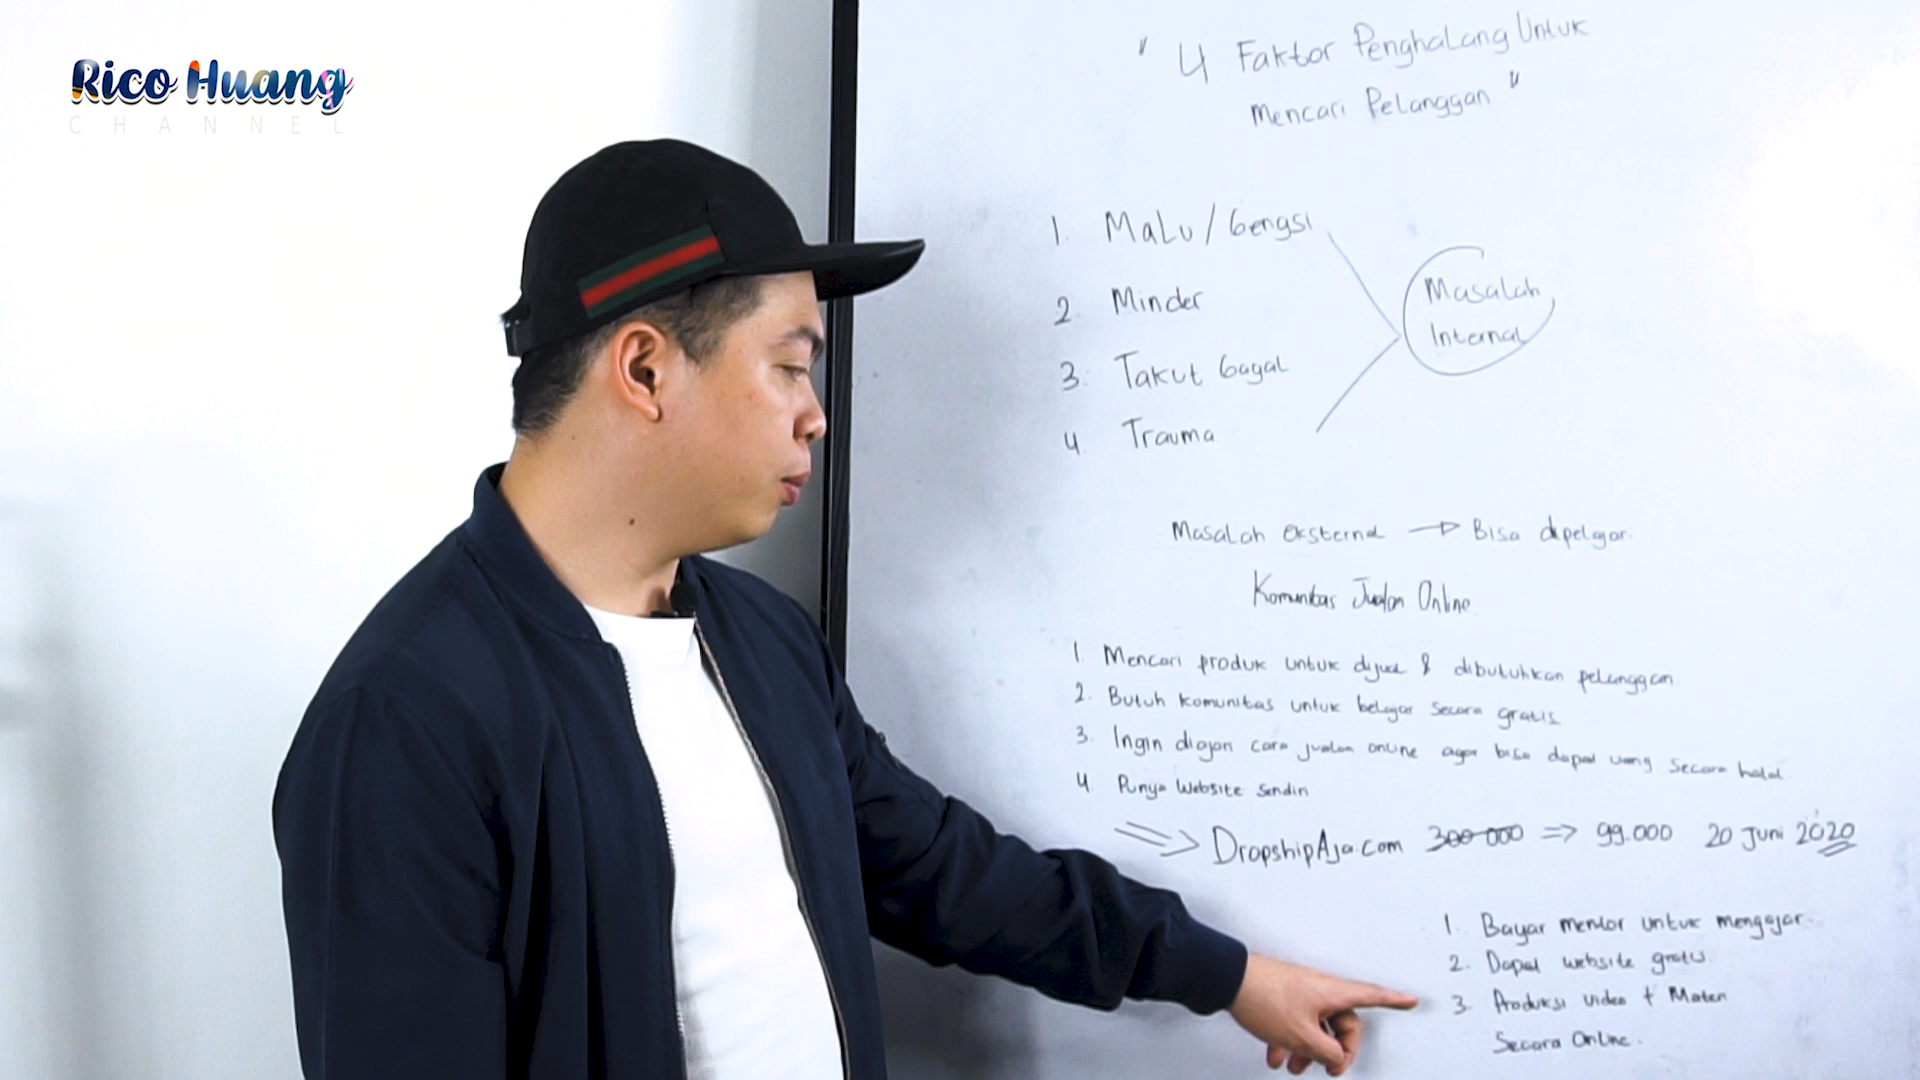 Rico Huang
CHANNEL
" 4 Faktor Penghalang Untuk
Mencari Pelanggan "
1. Malu / Gengsi
2. Minder
3. Takut Gagal
4 Trauma
Masalah
Internal
Masalah eksternal → Bisa dipelajar.
Komunitas Jualan Online
1. Mencari produk untuk dijual & dibutuhkan pelanggan
2. Butuh komunitas untuk belajar secara gratis
3. Ingin diajari cara jualan online agar bisa dapat uang secara halal.
4. Punya Website Sendiri
=> DropshipAja.com 300 000 => 99.000 20 Juni 2020
1. Bayar mentor untuk mengajar.
2. Dapat website gratis.
3. Produksi video + Materi
Secara Online.